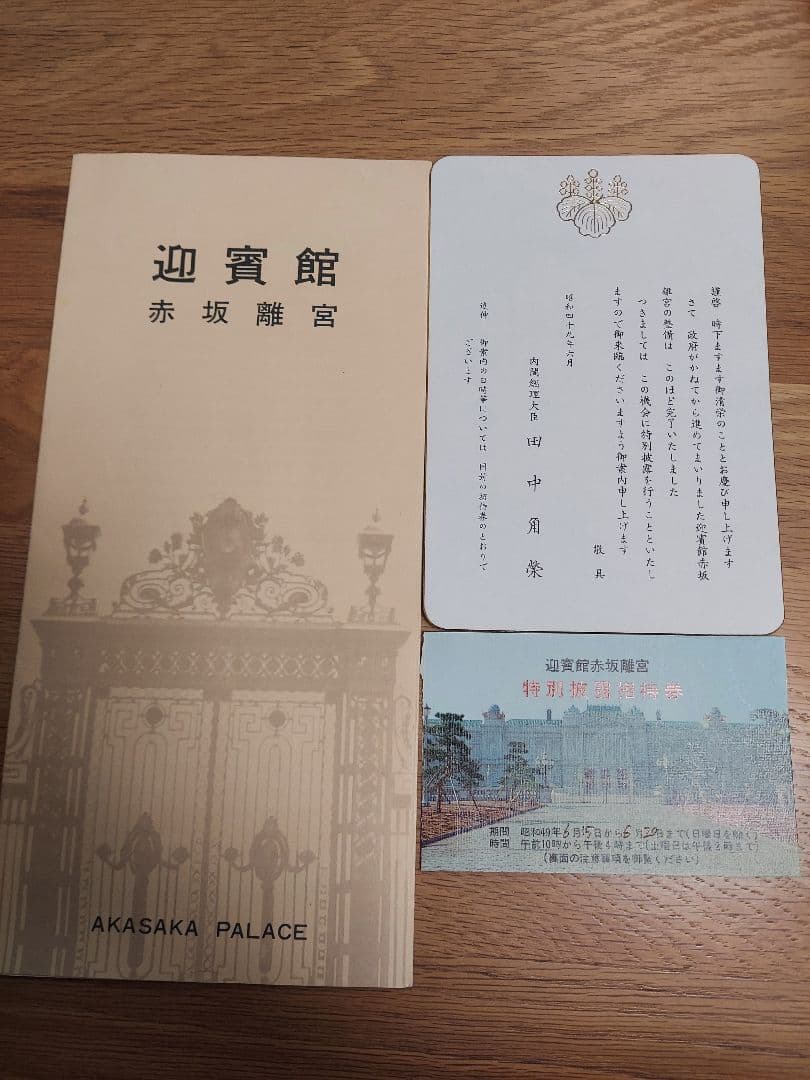 迎賓館
赤坂離宮
AKASAKA PALACE
謹啓 時下ますます御清栄のこととお慶び申し上げます
さて 政府がかねてから進めてまいりました迎賓館赤坂
離宮の整備は このほど完了いたしました
つきましては この機会に特別披露を行うことといたし
ますので御来臨くださいますよう御案内申し上げます
敬具
昭和四十九年六月
内閣総理大臣 田中角榮
追伸 御案内の日時等については 同封の招待券のとおりで
ございます
迎賓館赤坂離宮
特別披露招待券
期間 昭和49年6月15日から6月29日まで(日曜日を除く)
時間 午前10時から午後4時まで(土曜日は午後2時まで)
(裏面の注意事項を御覧ください)